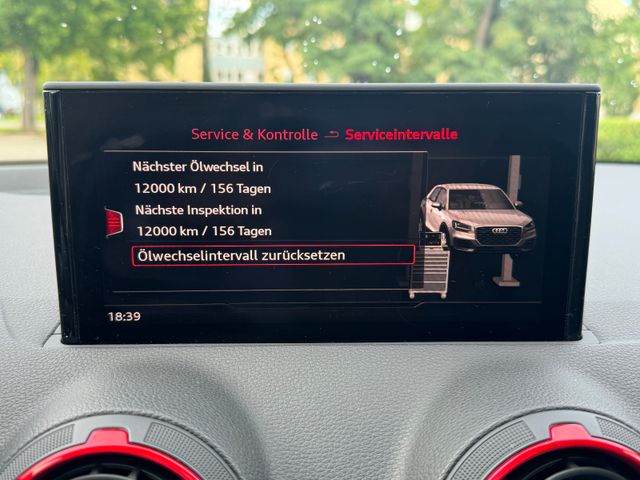 Service & Kontrolle Serviceintervalle
Nächster Ölwechsel in
12000 km / 156 Tagen
Nächste Inspektion in
12000 km / 156 Tagen
Ölwechselintervall zurücksetzen
18:39